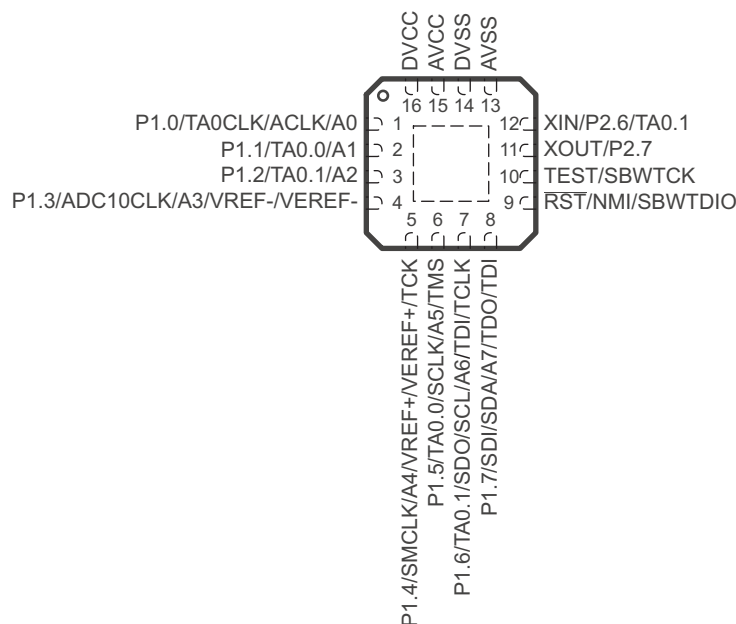 DVCC
AVCC
DVSS
AVSS
16
15
14
13
P1.0/TA0CLK/ACLK/A0
1
12
XIN/P2.6/TA0.1
P1.1/TA0.0/A1
2
11
XOUT/P2.7
P1.2/TA0.1/A2
3
10
TEST/SBWTCK
P1.3/ADC10CLK/A3/VREF-/VEREF-
4
9
RST/NMI/SBWTDIO
5
6
7
8
P1.4/SMCLK/A4/VREF+/VEREF+/TCK
P1.5/TA0.0/SCLK/A5/TMS
P1.6/TA0.1/SDO/SCL/A6/TDI/TCLK
P1.7/SDI/SDA/A7/TDO/TDI